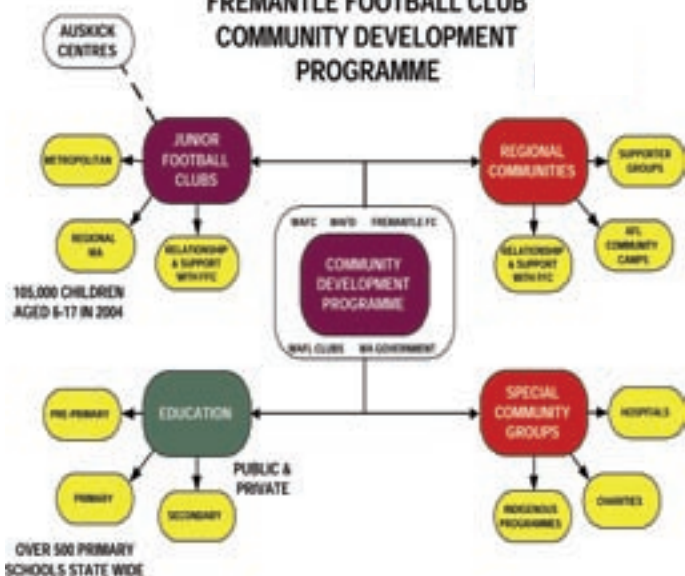 FREMANTLE FOOTBALL CLUB
COMMUNITY DEVELOPMENT
PROGRAMME
AUSKICK
CENTRES
JUNIOR
FOOTBALL
CLUBS
METROPOLITAN
REGIONAL
WA
RELATIONSHIP
& SUPPORT
WITH FFC
105,000 CHILDREN
AGED 6-17 IN 2004
REGIONAL
COMMUNITIES
SUPPORTER
GROUPS
AFL
COMMUNITY
CAMPS
RELATIONSHIP
& SUPPORT
WITH FFC
WAFC FREMANTLE FC
COMMUNITY
DEVELOPMENT
PROGRAMME
WAFL CLUBS WA GOVERNMENT
EDUCATION
PRE-PRIMARY
PRIMARY
SECONDARY
PUBLIC &
PRIVATE
OVER 500 PRIMARY
SCHOOLS STATE WIDE
SPECIAL
COMMUNITY
GROUPS
HOSPITALS
CHARITIES
INDIGENOUS
PROGRAMMES